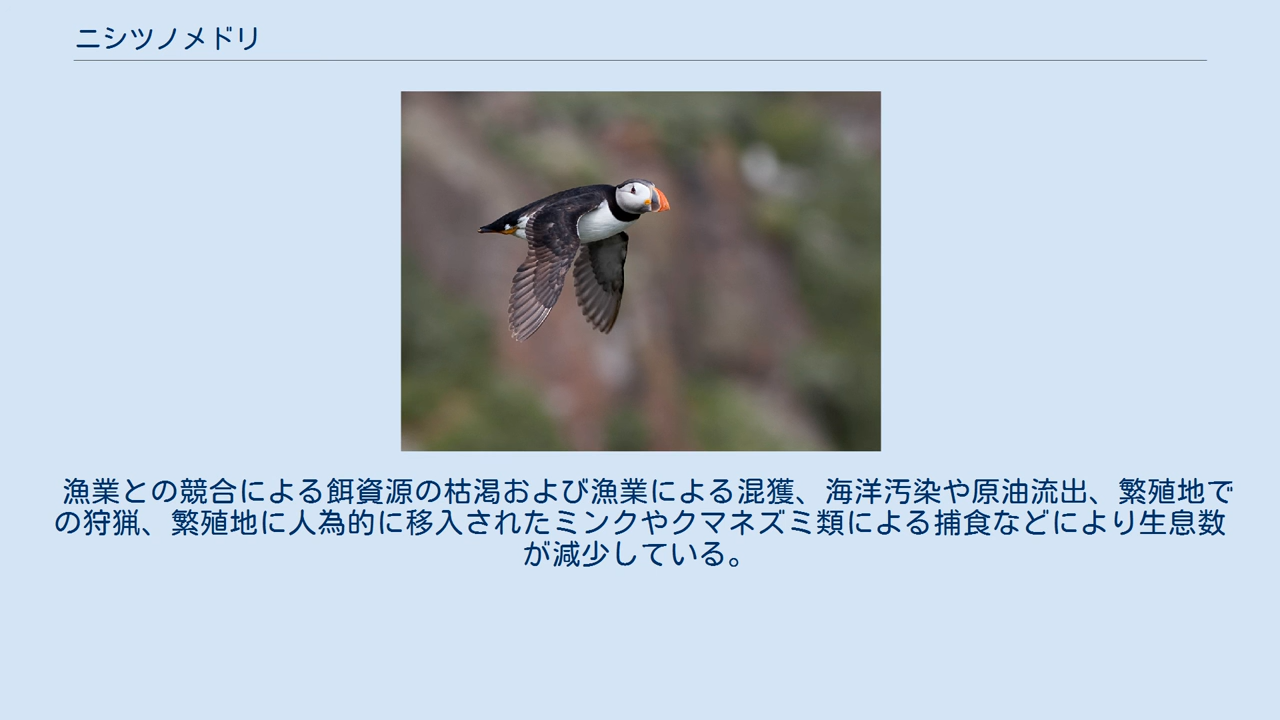 ニシツノメドリ
漁業との競合による餌資源の枯渇および漁業による混獲、海洋汚染や原油流出、繁殖地で
の狩猟、繁殖地に人為的に移入されたミンクやクマネズミ類による捕食などにより生息数
が減少している。